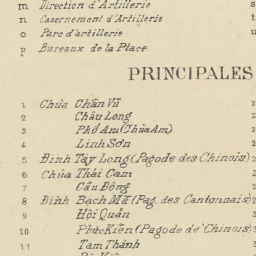 m Direction d'Artillerie
n Casernement d'Artillerie
o Parc d'artillerie
p Bureaux de la Place
PRINCIPALES
1 Chùa Chân Vũ
2 Châu Long
3 Phổ Am (Chùa Am)
4 Linh Sơn
5 Đình Tây Long (Pagode des Chinois)
6 Chùa Thái Cam
7 Cầu Đông
8 Đình Bạch Mã (Pag. des Cantonnais)
9 Hội Quán
10 Phúc Kiến (Pagode de Chinois)
11 Tam Thánh